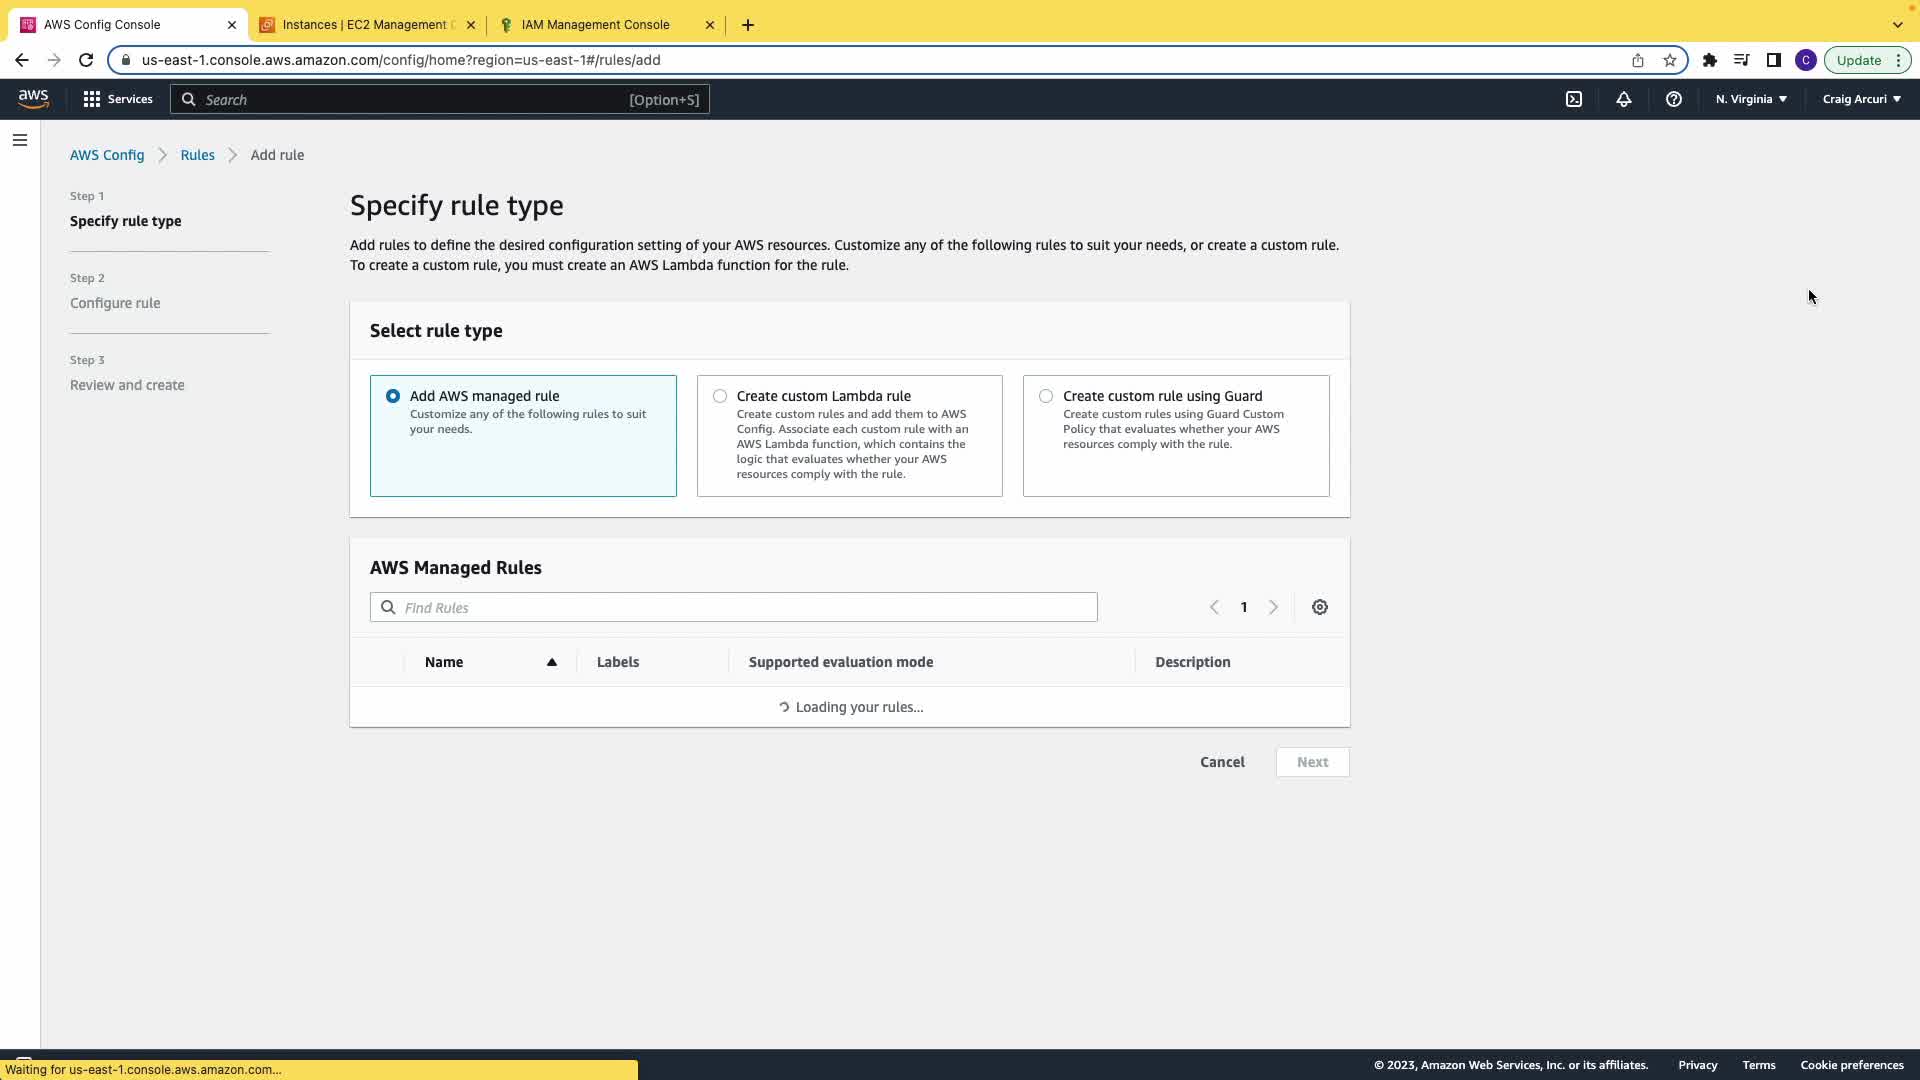 AWS Config Console
Instances | EC2 Management C
IAM Management Console
us-east-1.console.aws.amazon.com/config/home?region=us-east-1#/rules/add
C
Update
aws
Services
Search
[Option+S]
N. Virginia
Craig Arcuri
AWS Config
Rules
Add rule
Step 1
Specify rule type
Step 2
Configure rule
Step 3
Review and create
Specify rule type
Add rules to define the desired configuration setting of your AWS resources. Customize any of the following rules to suit your needs, or create a custom rule.
To create a custom rule, you must create an AWS Lambda function for the rule.
Select rule type
Add AWS managed rule
Customize any of the following rules to suit
your needs.
Create custom Lambda rule
Create custom rules and add them to AWS
Config. Associate each custom rule with an
AWS Lambda function, which contains the
logic that evaluates whether your AWS
resources comply with the rule.
Create custom rule using Guard
Create custom rules using Guard Custom
Policy that evaluates whether your AWS
resources comply with the rule.
AWS Managed Rules
Find Rules
1
Name
Labels
Supported evaluation mode
Description
Loading your rules...
Cancel
Next
Waiting for us-east-1.console.aws.amazon.com...
© 2023, Amazon Web Services, Inc. or its affiliates.
Privacy
Terms
Cookie preferences